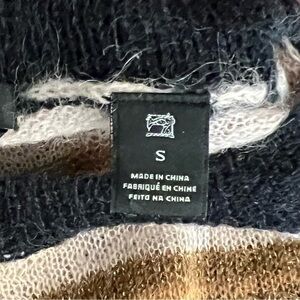 S
MADE IN CHINA
FABRIQUÉ EN CHINE
FEITO NA CHINA